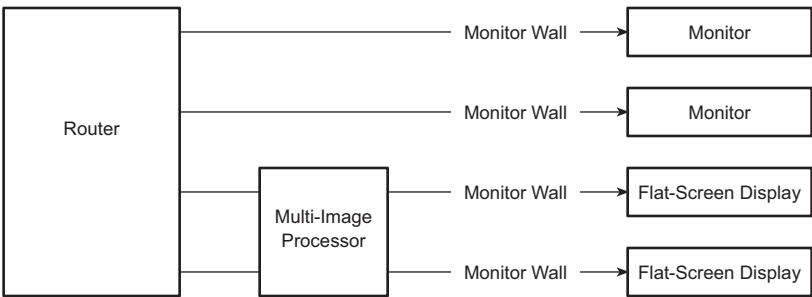 Monitor Wall
Monitor
Router
Monitor Wall
Monitor
Multi-Image
Processor
Monitor Wall
Flat-Screen Display
Monitor Wall
Flat-Screen Display